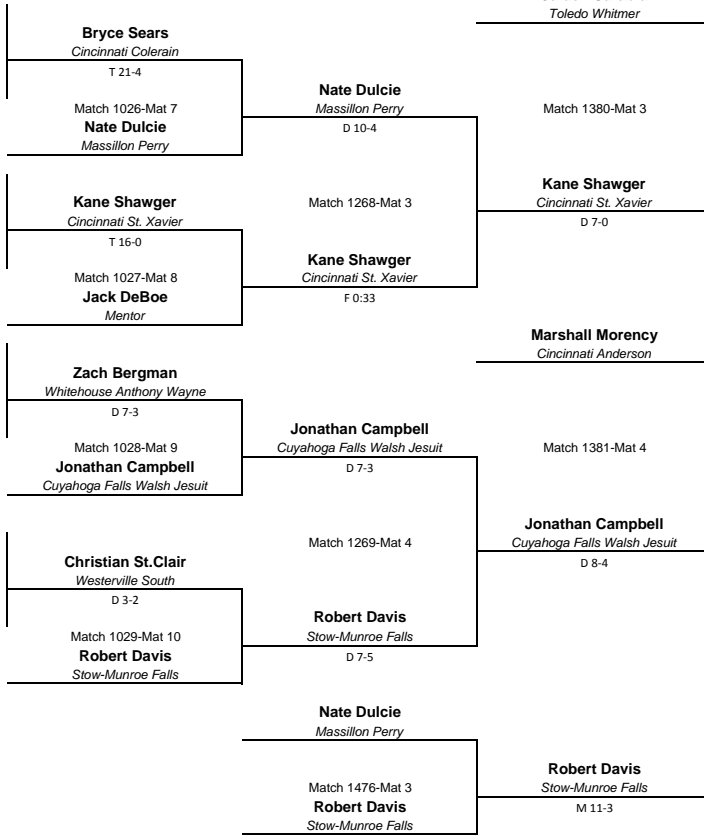 Toledo Whitmer
Bryce Sears
Cincinnati Colerain
T 21-4
Match 1026-Mat 7
Nate Dulcie
Massillon Perry
Nate Dulcie
Massillon Perry
D 10-4
Match 1380-Mat 3
Kane Shawger
Cincinnati St. Xavier
T 16-0
Match 1027-Mat 8
Jack DeBoe
Mentor
Match 1268-Mat 3
Kane Shawger
Cincinnati St. Xavier
F 0:33
Kane Shawger
Cincinnati St. Xavier
D 7-0
Marshall Morency
Cincinnati Anderson
Zach Bergman
Whitehouse Anthony Wayne
D 7-3
Match 1028-Mat 9
Jonathan Campbell
Cuyahoga Falls Walsh Jesuit
Jonathan Campbell
Cuyahoga Falls Walsh Jesuit
D 7-3
Match 1381-Mat 4
Christian St.Clair
Westerville South
D 3-2
Match 1029-Mat 10
Robert Davis
Stow-Munroe Falls
Match 1269-Mat 4
Robert Davis
Stow-Munroe Falls
D 7-5
Jonathan Campbell
Cuyahoga Falls Walsh Jesuit
D 8-4
Nate Dulcie
Massillon Perry
Match 1476-Mat 3
Robert Davis
Stow-Munroe Falls
Robert Davis
Stow-Munroe Falls
M 11-3